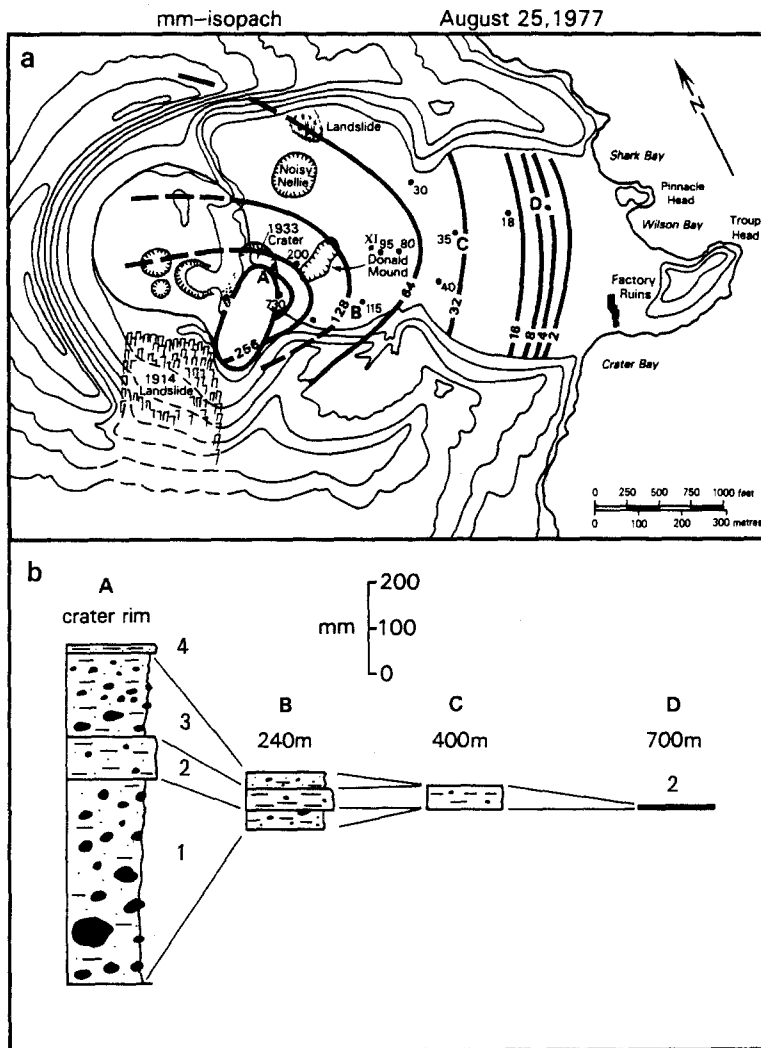 mm-isopach August 25,1977
a
N
Landslide
Shark Bay
Noisy
Nellie
30
Pinnacle
Head
D
18
Wilson Bay
Troup
Head
1933
Crater
200
XI 95 80
35 C
Donald
Mound
A
730
Factory
Ruins
B 115
40
128
64
32
16
8
4
2
256
Crater Bay
1914
Landslide
0 250 500 750 1000 feet
0 100 200 300 metres
b
A
crater rim
200
mm 100
0
4
3
2
1
B
240m
C
400m
D
700m
2